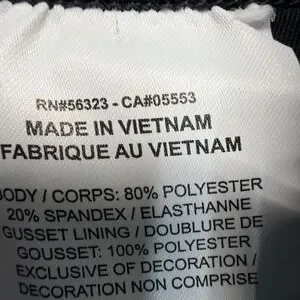 RN#56323 - CA#05553
MADE IN VIETNAM
FABRIQUE AU VIETNAM
BODY / CORPS: 80% POLYESTER
20% SPANDEX / ELASTHANNE
GUSSET LINING / DOUBLURE DE
GOUSSET: 100% POLYESTER
EXCLUSIVE OF DECORATION /
DECORATION NON COMPRISE